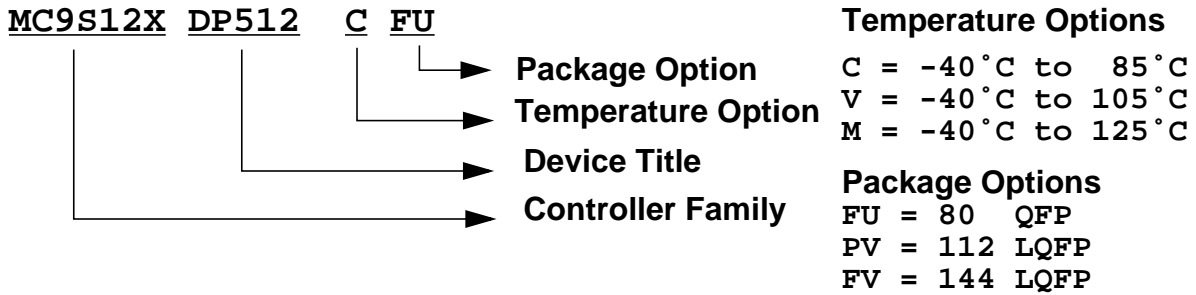 MC9S12X DP512 C FU
Package Option
Temperature Option
Device Title
Controller Family
Temperature Options
C = -40˚C to 85˚C
V = -40˚C to 105˚C
M = -40˚C to 125˚C
Package Options
FU = 80 QFP
PV = 112 LQFP
FV = 144 LQFP